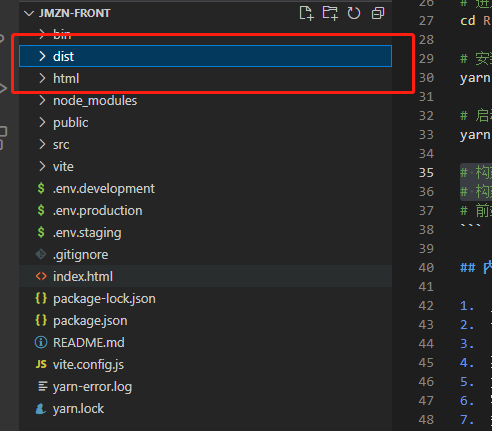 JMZN-FRONT
bin
dist
html
node_modules
public
src
vite
.env.development
.env.production
.env.staging
.gitignore
index.html
package-lock.json
package.json
README.md
vite.config.js
yarn-error.log
yarn.lock
26 #
27 cd R
28
29 # 安
30 yarn
31
32 # 启
33 yarn
34
35 # 构
36 # 构
37 # 前
38 ```
39
40 ## 内
41
42 1.
43 2.
44 3.
45 4.
46 5.
47 6.
48 7.